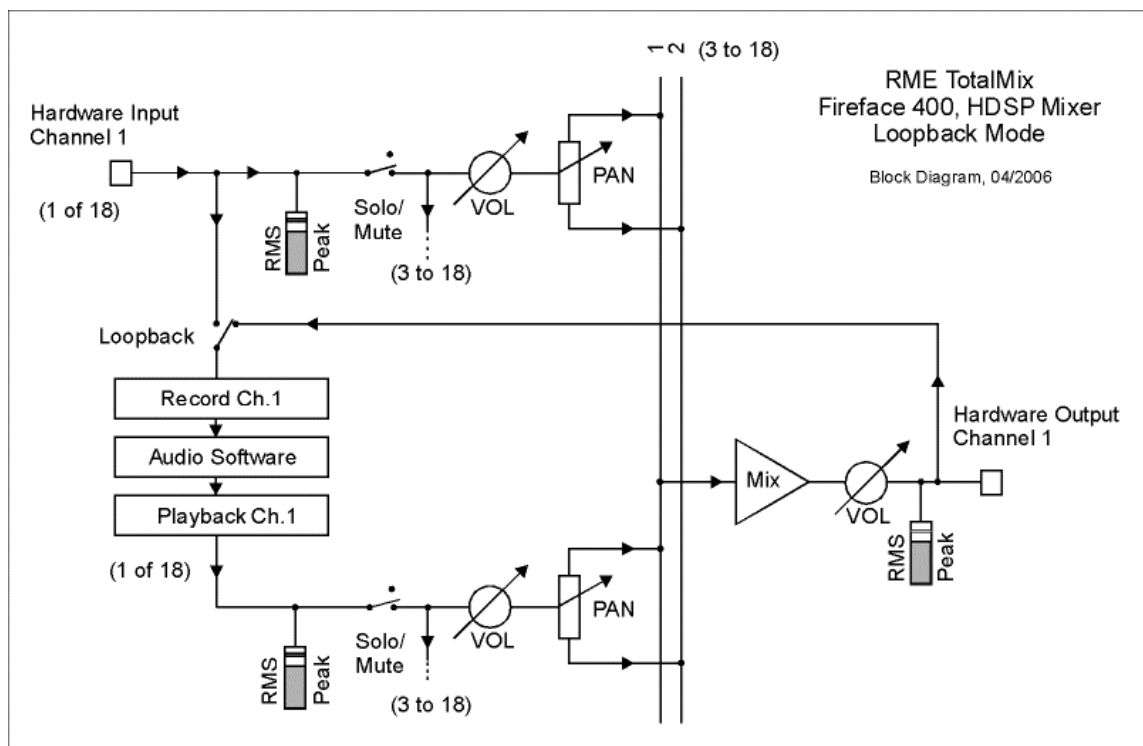 1
2
(3 to 18)
RME TotalMix
Fireface 400, HDSP Mixer
Loopback Mode
Block Diagram, 04/2006
Hardware Input
Channel 1
(1 of 18)
RMS
Peak
Solo/
Mute
(3 to 18)
VOL
PAN
Loopback
Record Ch.1
Audio Software
Playback Ch.1
(1 of 18)
Mix
VOL
Hardware Output
Channel 1
RMS
Peak
RMS
Peak
Solo/
Mute
(3 to 18)
VOL
PAN